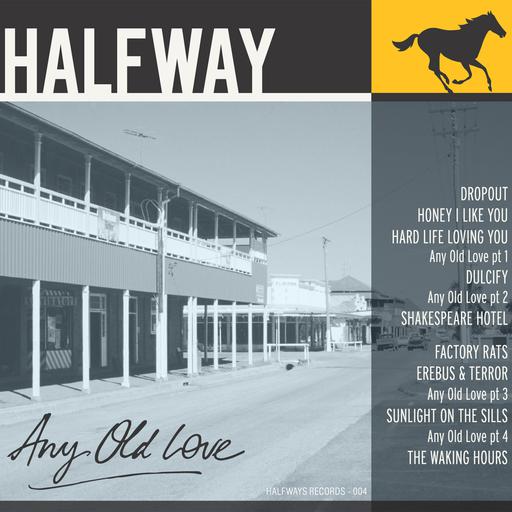 HALFWAY
DROPOUT
HONEY I LIKE YOU
HARD LIFE LOVING YOU
Any Old Love pt 1
DULCIFY
Any Old Love pt 2
SHAKESPEARE HOTEL
FACTORY RATS
EREBUS & TERROR
Any Old Love pt 3
SUNLIGHT ON THE SILLS
Any Old Love pt 4
THE WAKING HOURS
Any Old Love
HALFWAYS RECORDS - 004